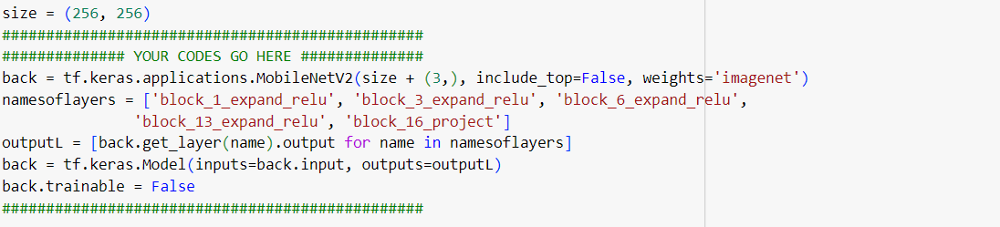 size = (256, 256)
################################################
############## YOUR CODES GO HERE ##############
back = tf.keras.applications.MobileNetV2(size + (3,), include_top=False, weights='imagenet')
namesoflayers = ['block_1_expand_relu', 'block_3_expand_relu', 'block_6_expand_relu',
'block_13_expand_relu', 'block_16_project']
outputL = [back.get_layer(name).output for name in namesoflayers]
back = tf.keras.Model(inputs=back.input, outputs=outputL)
back.trainable = False
################################################